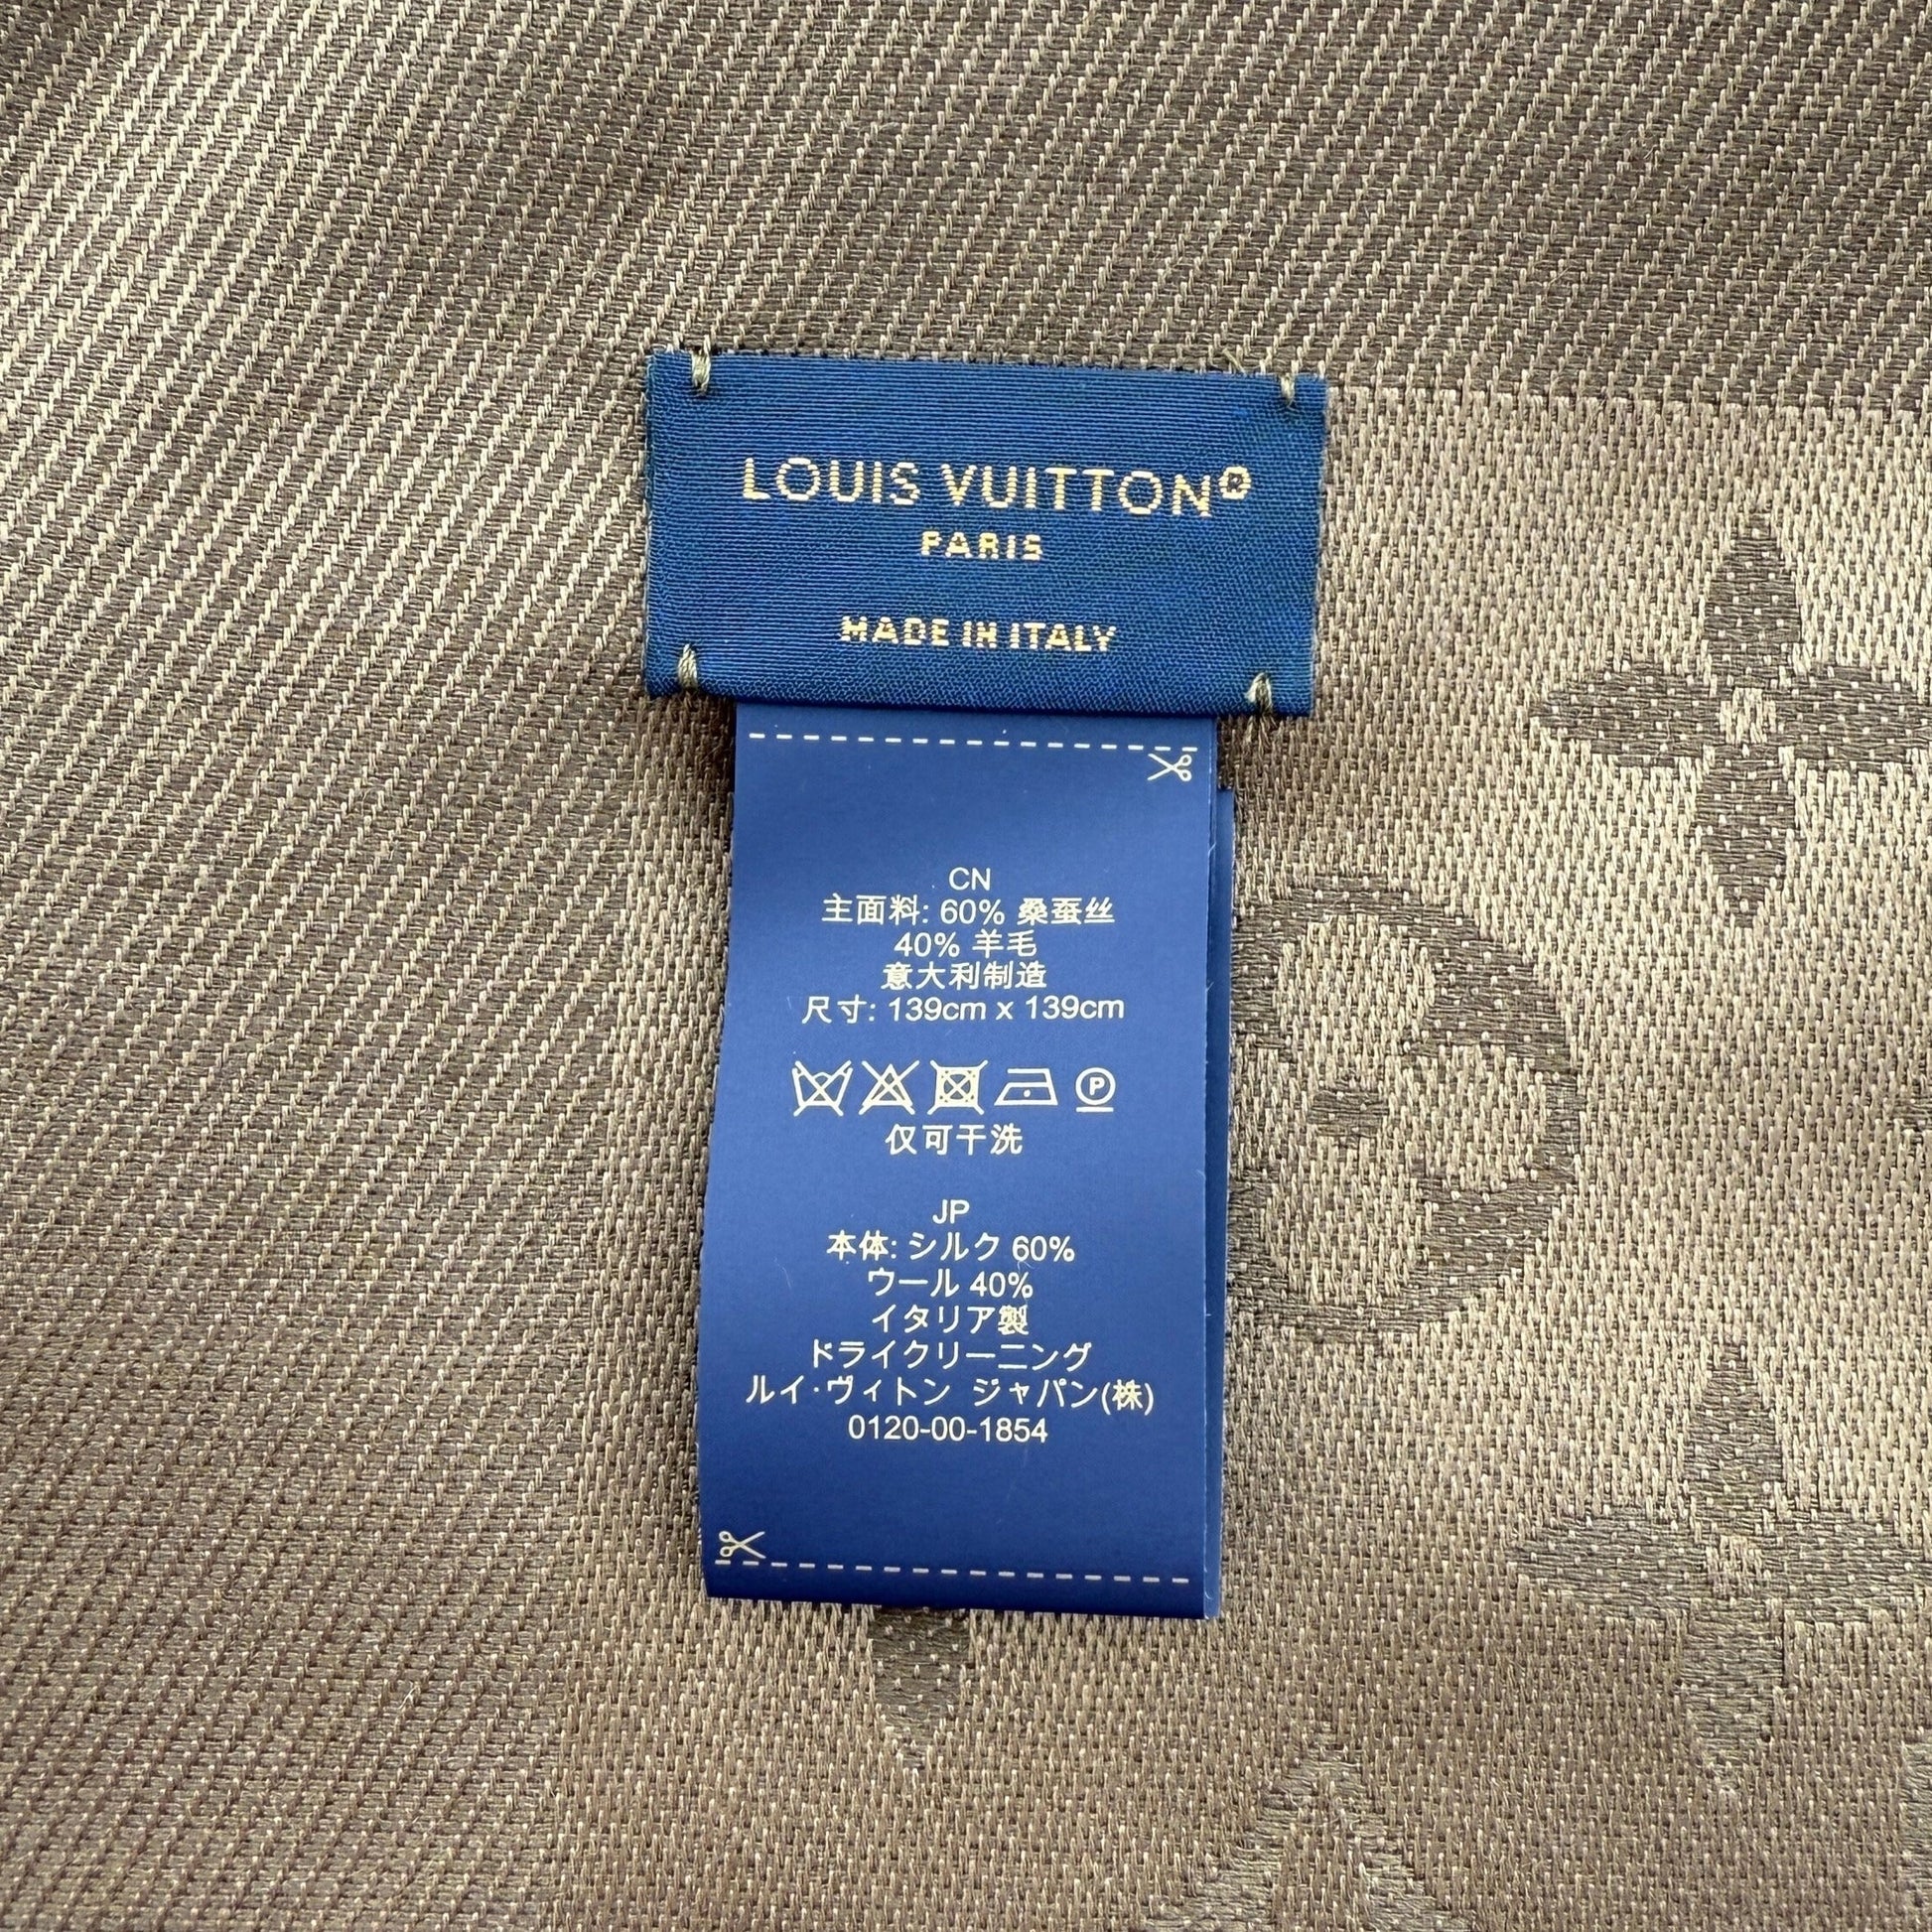 LOUIS VUITTON®
PARIS
MADE IN ITALY
CN
主面料: 60% 桑蚕丝
40% 羊毛
意大利制造
尺寸: 139cm x 139cm
P
仅可干洗
JP
本体: シルク 60%
ウール 40%
イタリア製
ドライクリーニング
ルイ·ヴィトン ジャパン(株)
0120-00-1854